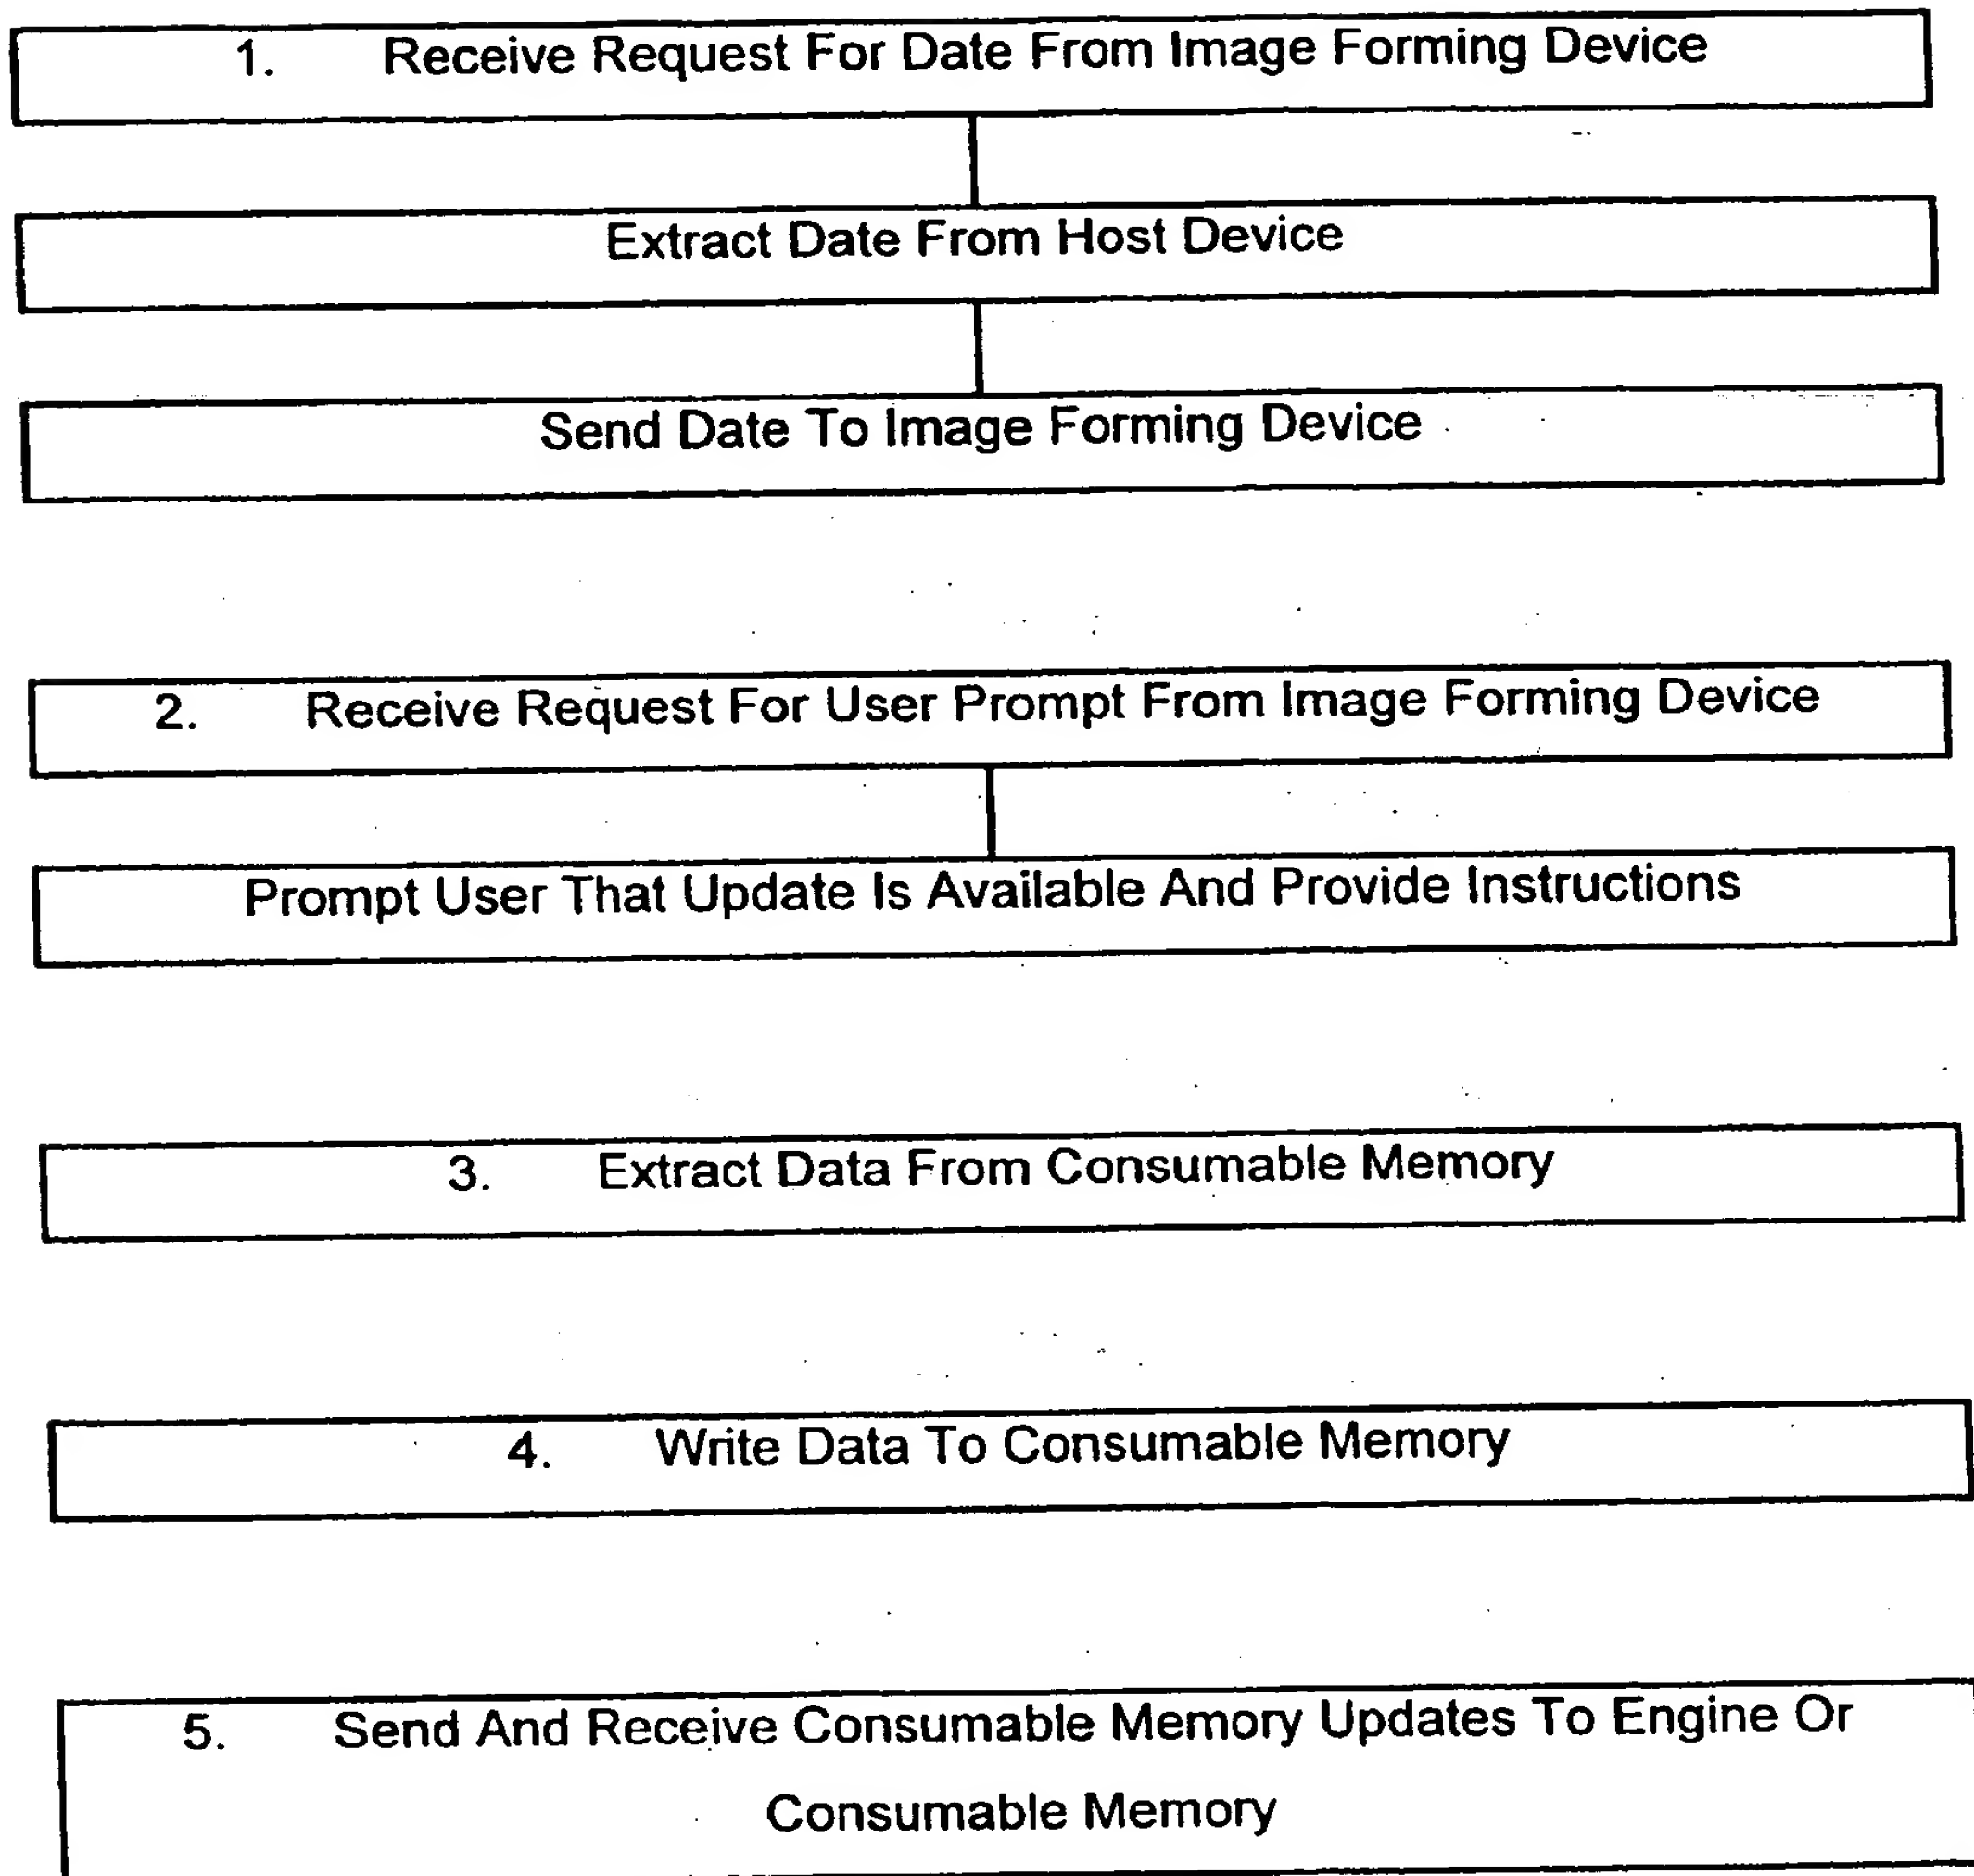 1. Receive Request For Date From Image Forming Device
Extract Date From Host Device
Send Date To Image Forming Device
2. Receive Request For User Prompt From Image Forming Device
Prompt User That Update Is Available And Provide Instructions
3. Extract Data From Consumable Memory
4. Write Data To Consumable Memory
5. Send And Receive Consumable Memory Updates To Engine Or
Consumable Memory